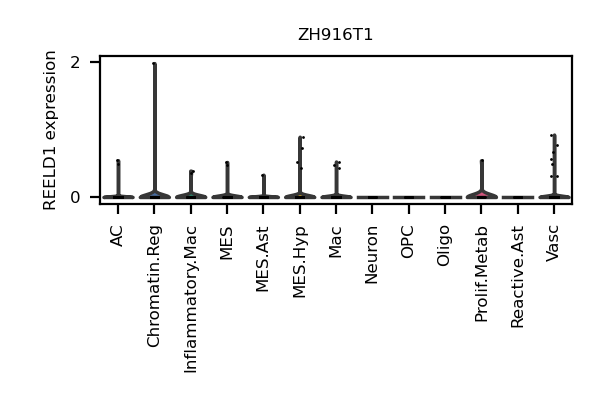 ZH916T1
REELD1 expression
2
0
AC
Chromatin.Reg
Inflammatory.Mac
MES
MES.Ast
MES.Hyp
Mac
Neuron
OPC
Oligo
Prolif.Metab
Reactive.Ast
Vasc